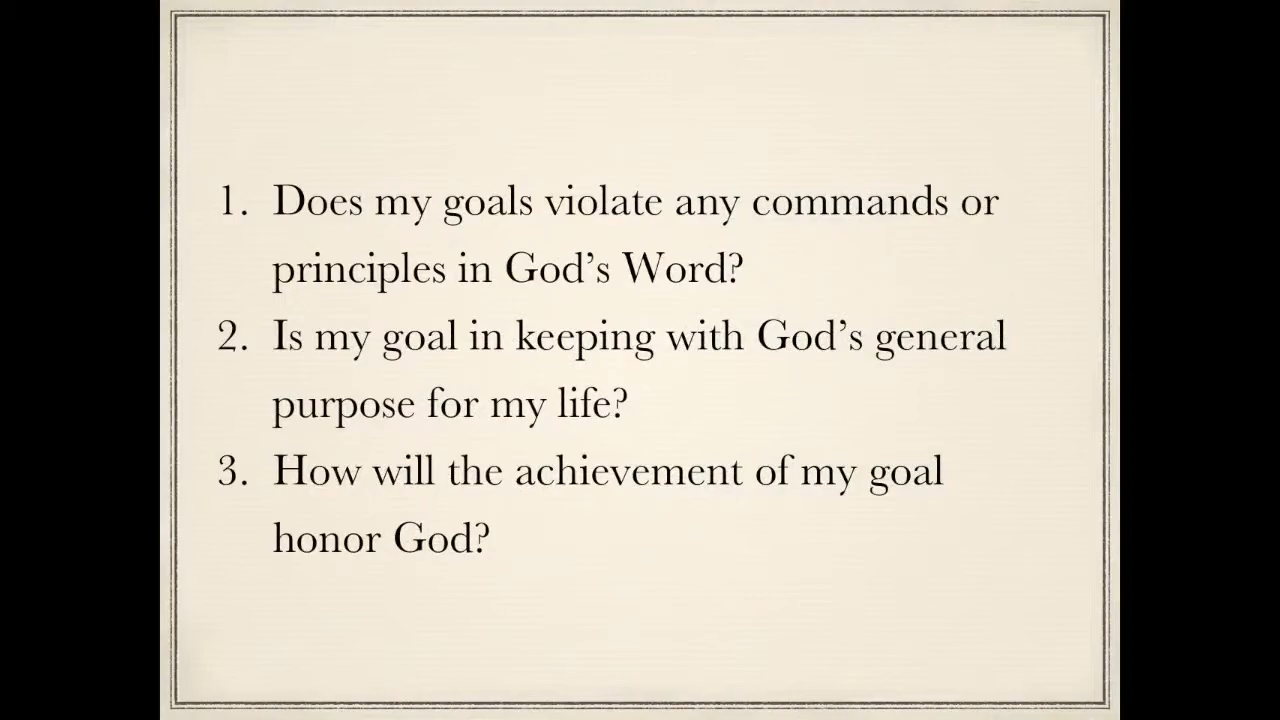 1. Does my goals violate any commands or
principles in God’s Word?
2. Is my goal in keeping with God’s general
purpose for my life?
3. How will the achievement of my goal
honor God?